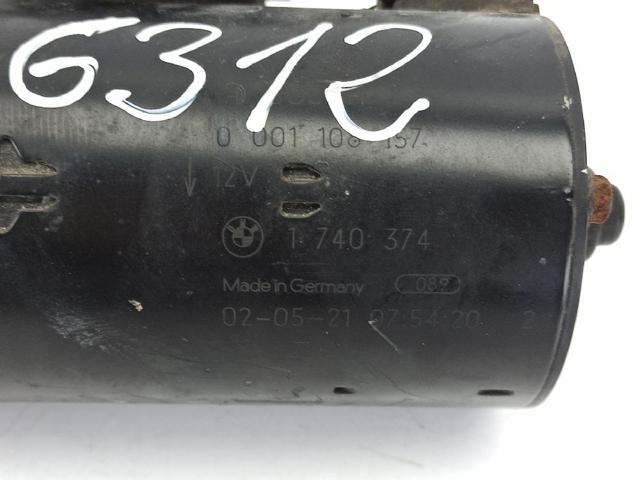 G312
0 001 108 157
12V
1 740 374
Made in Germany 089
02-05-21 07:54:20 2